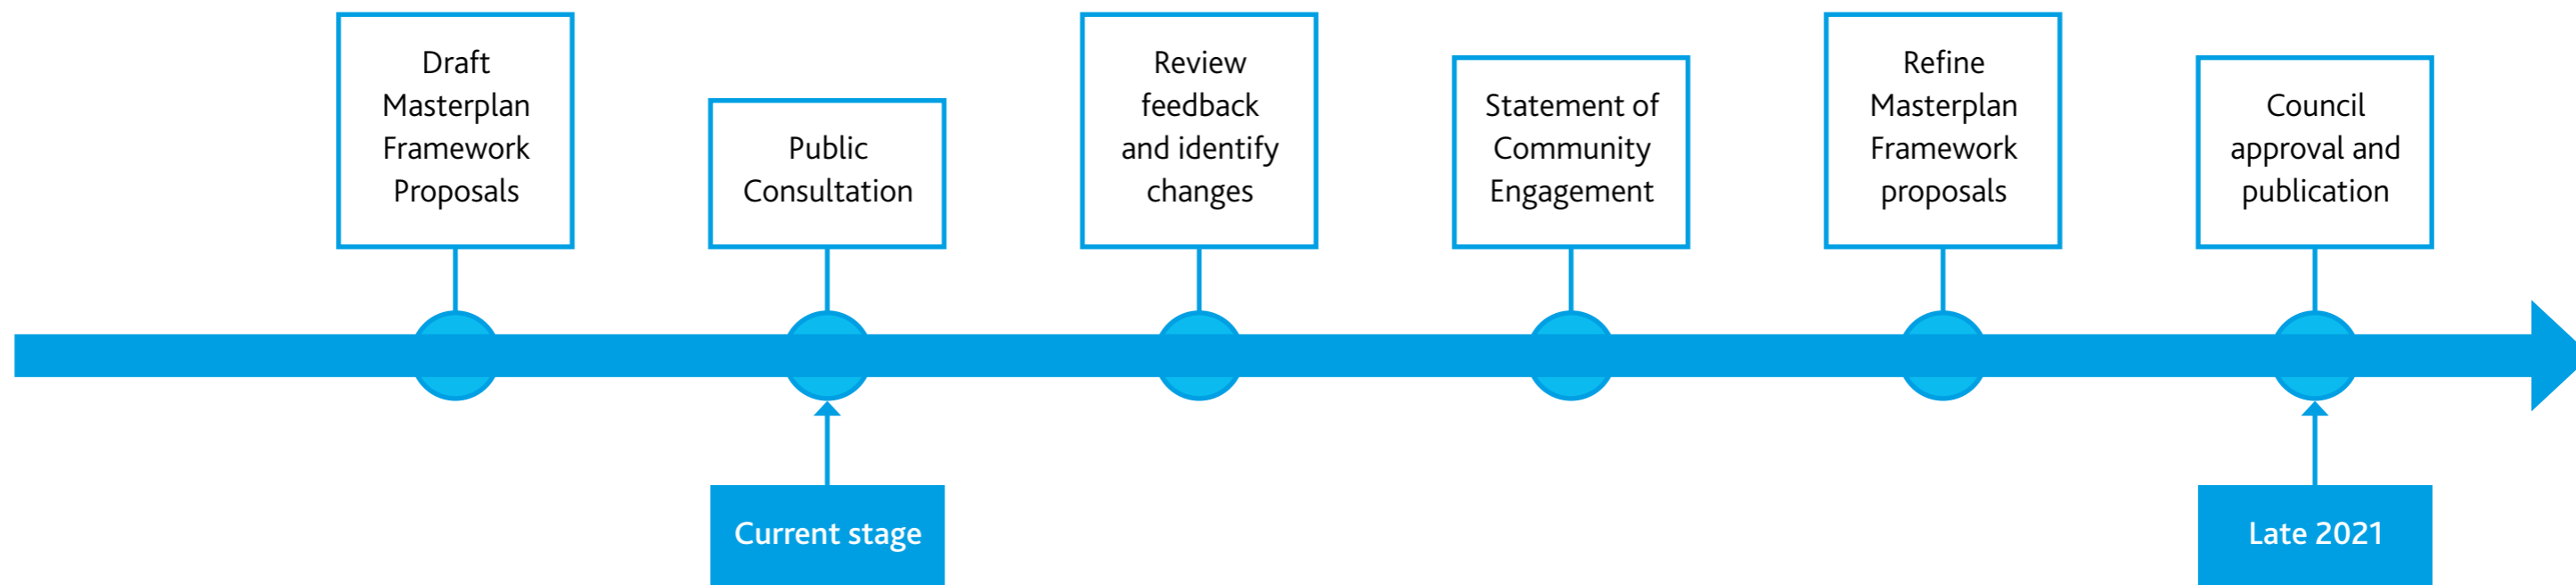 Draft
Masterplan
Framework
Proposals
Public
Consultation
Review
feedback
and identify
changes
Statement of
Community
Engagement
Refine
Masterplan
Framework
proposals
Council
approval and
publication
Current stage
Late 2021